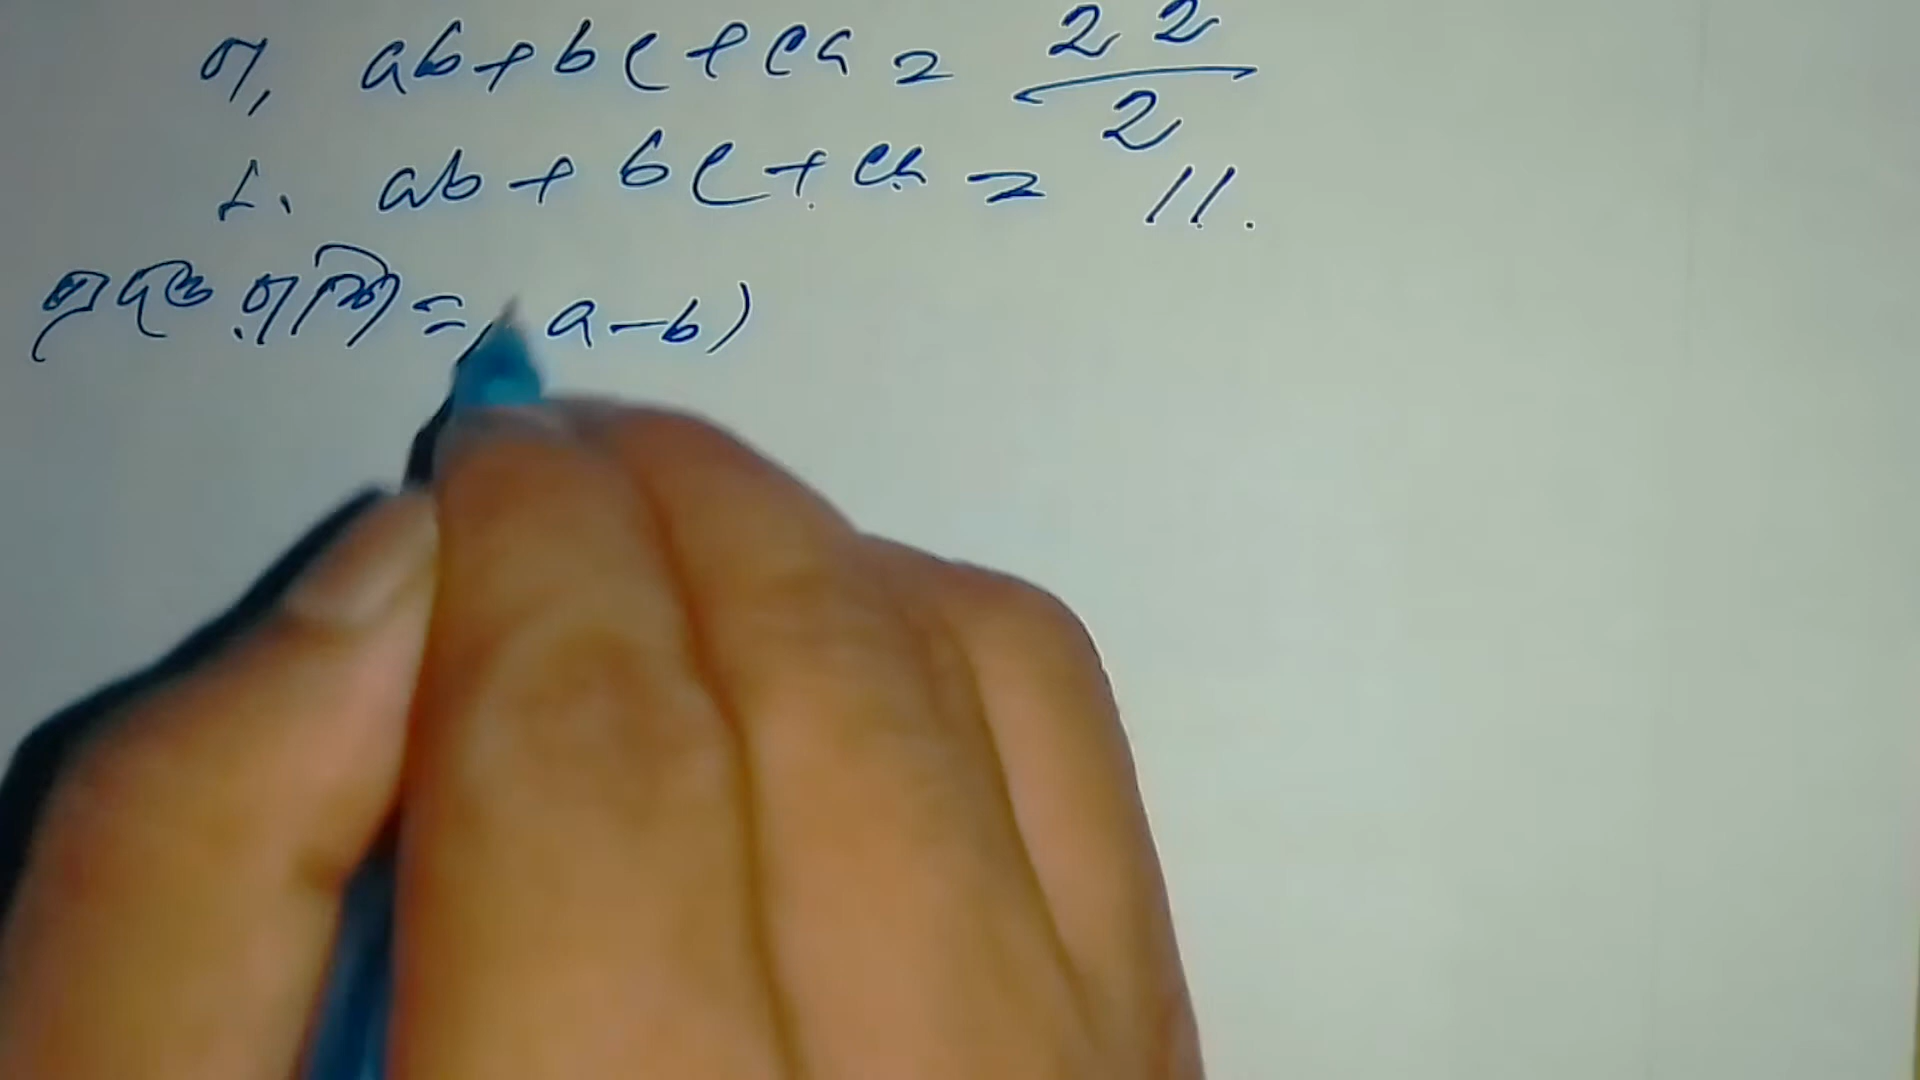 বা, ab + bc + ca = 22/2
∴ ab + bc + ca = 11.
প্রদত্ত রাশি = (a-b)